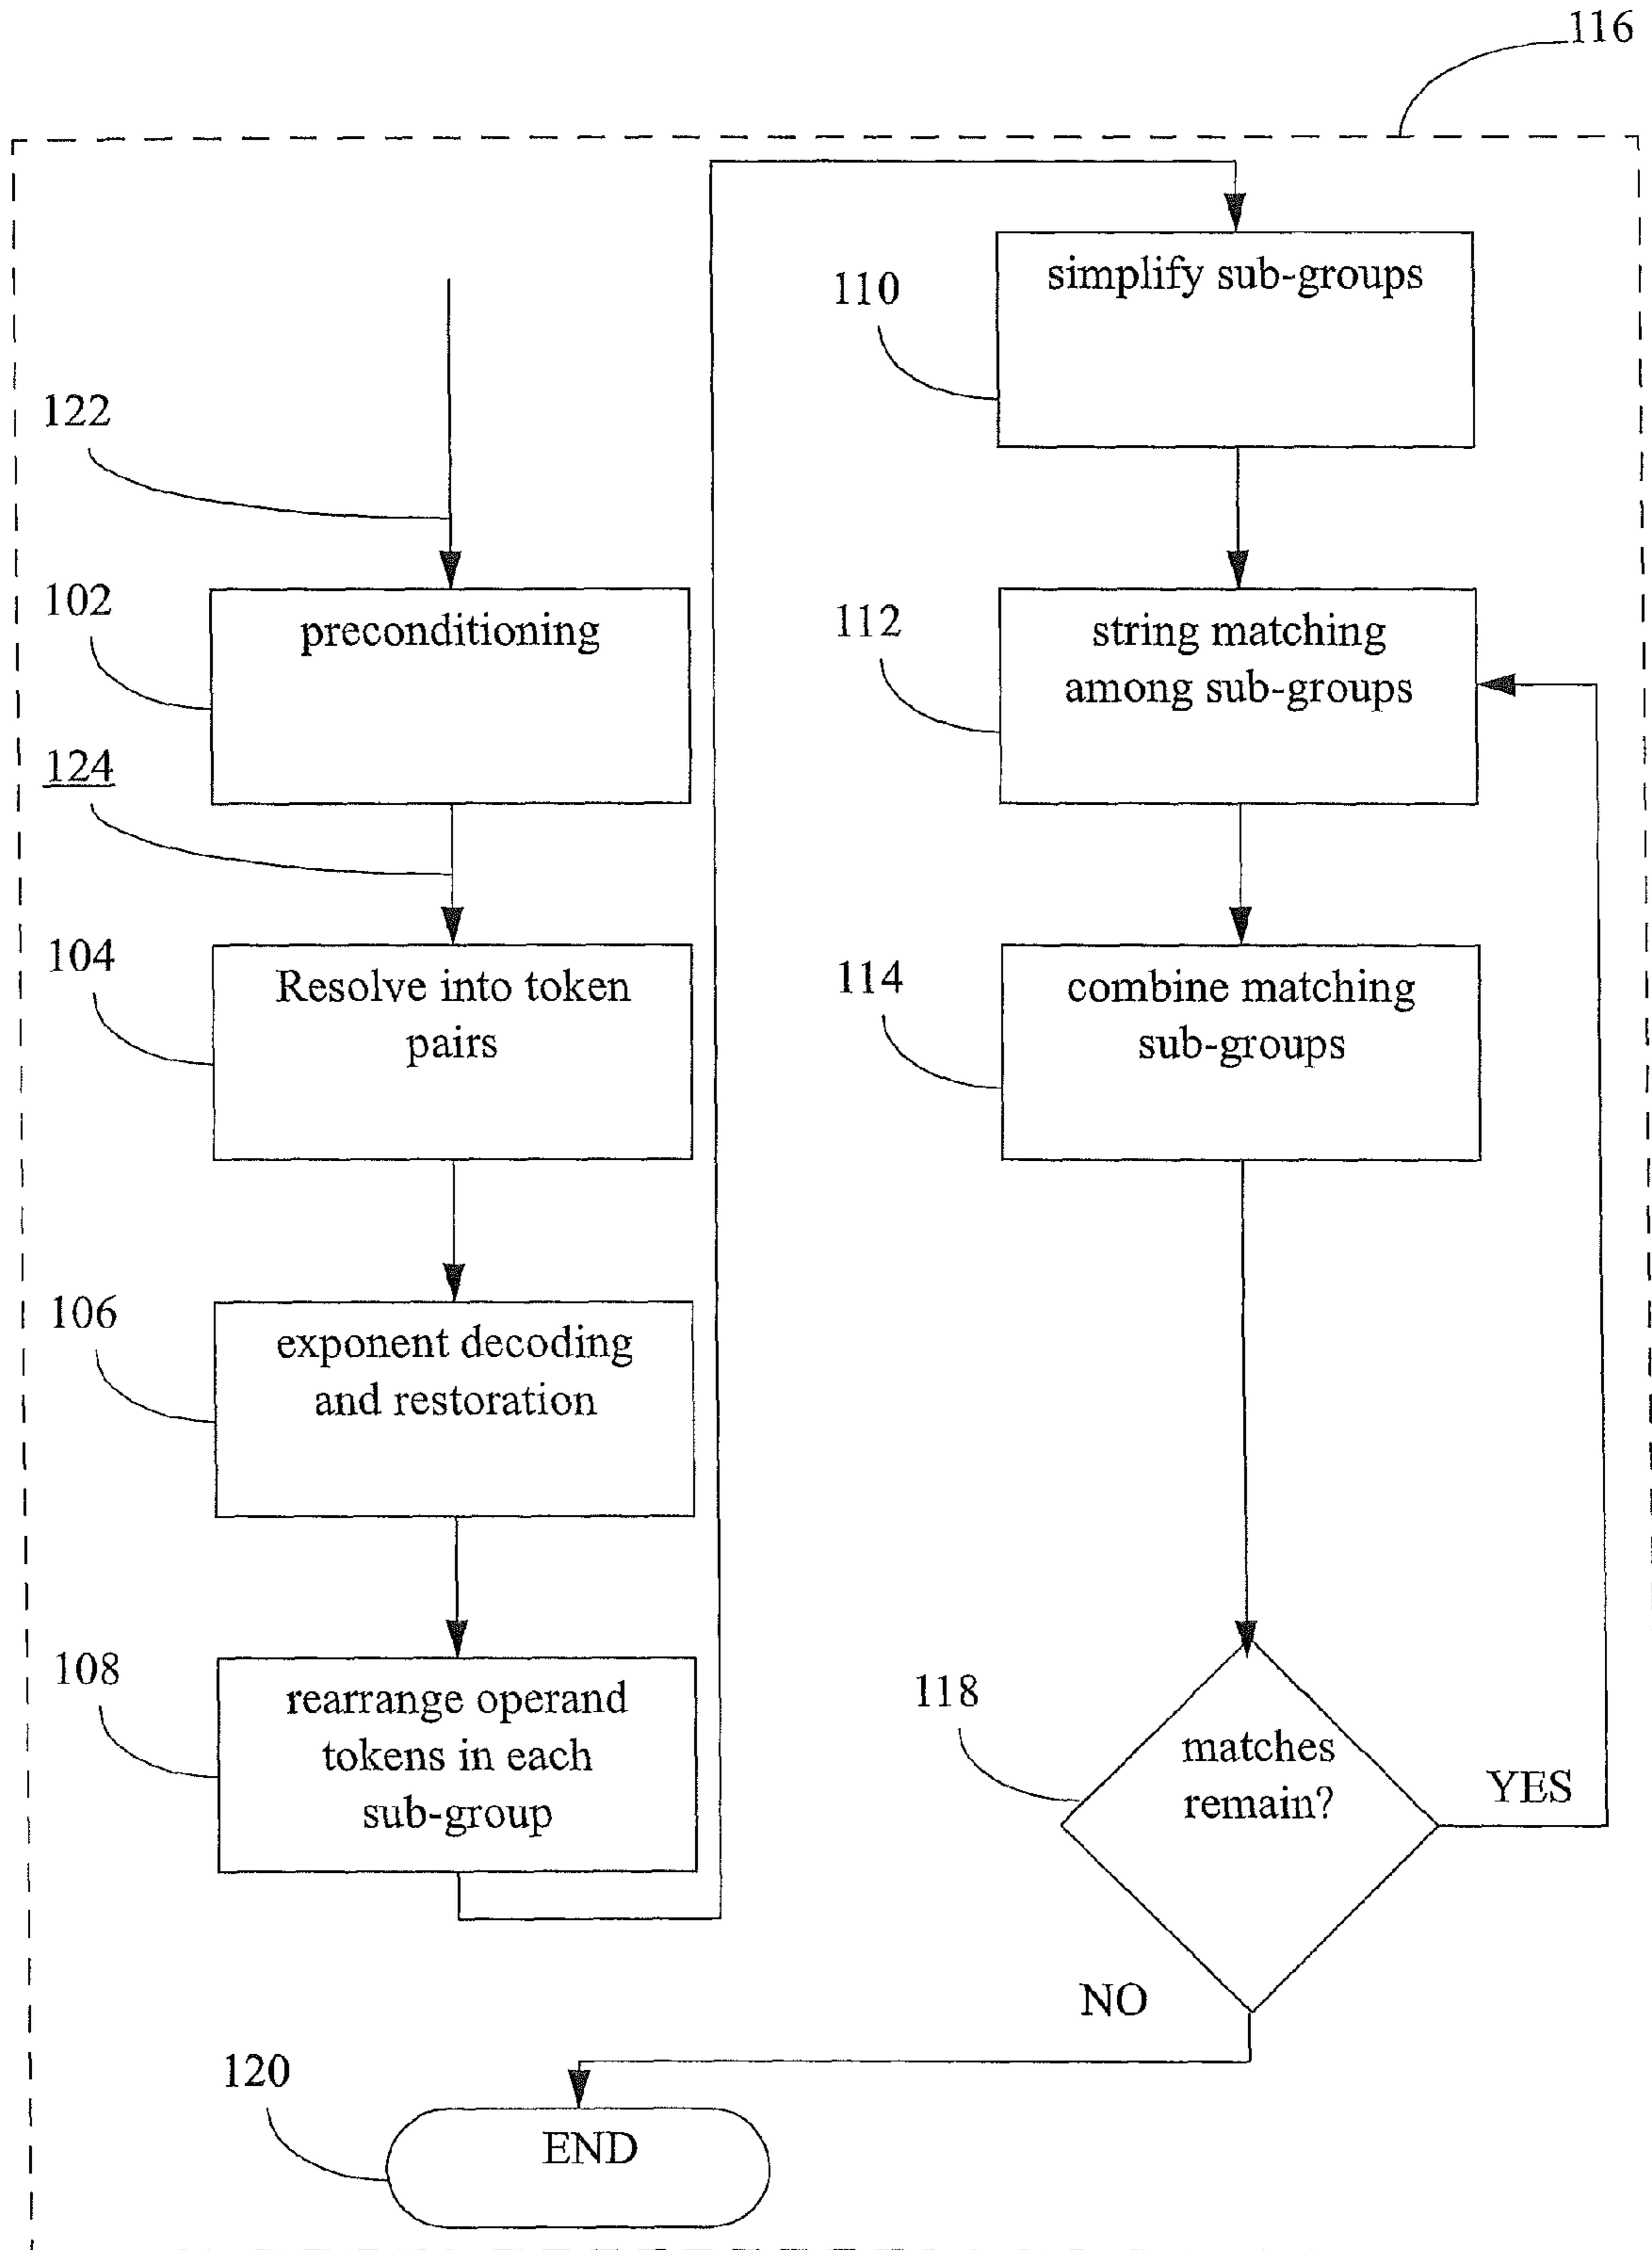 116
122
102
preconditioning
124
104
Resolve into token
pairs
106
exponent decoding
and restoration
108
rearrange operand
tokens in each
sub-group
110
simplify sub-groups
112
string matching
among sub-groups
114
combine matching
sub-groups
118
matches
remain?
YES
NO
120
END